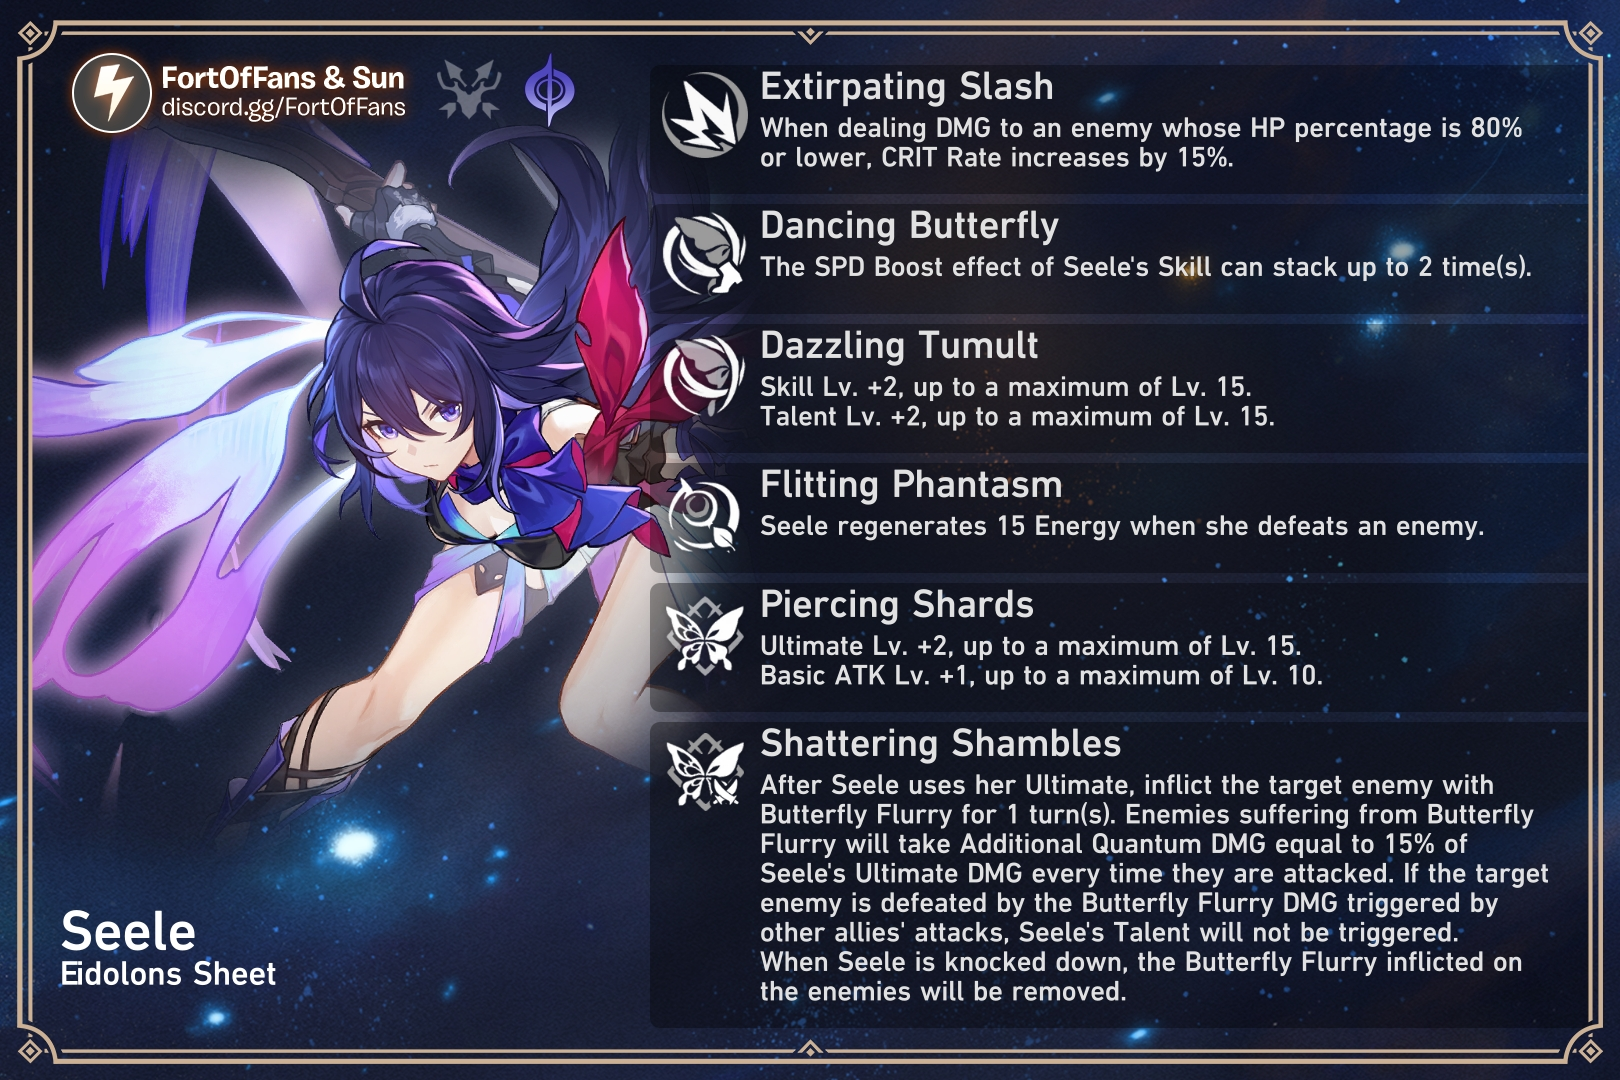 FortOfFans & Sun
discord.gg/FortOfFans
Extirpating Slash
When dealing DMG to an enemy whose HP percentage is 80%
or lower, CRIT Rate increases by 15%.
Dancing Butterfly
The SPD Boost effect of Seele's Skill can stack up to 2 time(s).
Dazzling Tumult
Skill Lv. +2, up to a maximum of Lv. 15.
Talent Lv. +2, up to a maximum of Lv. 15.
Flitting Phantasm
Seele regenerates 15 Energy when she defeats an enemy.
Piercing Shards
Ultimate Lv. +2, up to a maximum of Lv. 15.
Basic ATK Lv. +1, up to a maximum of Lv. 10.
Shattering Shambles
After Seele uses her Ultimate, inflict the target enemy with
Butterfly Flurry for 1 turn(s). Enemies suffering from Butterfly
Flurry will take Additional Quantum DMG equal to 15% of
Seele's Ultimate DMG every time they are attacked. If the target
enemy is defeated by the Butterfly Flurry DMG triggered by
other allies' attacks, Seele's Talent will not be triggered.
When Seele is knocked down, the Butterfly Flurry inflicted on
the enemies will be removed.
Seele
Eidolons Sheet